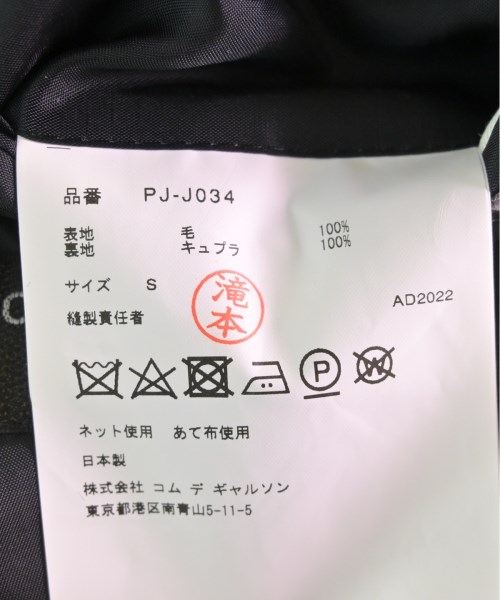 品番 PJ-J034
表地 毛 100%
裏地 キュプラ 100%
サイズ S
滝本
AD2022
縫製責任者
P
W
ネット使用 あて布使用
日本製
株式会社 コム デ ギャルソン
東京都港区南青山5-11-5